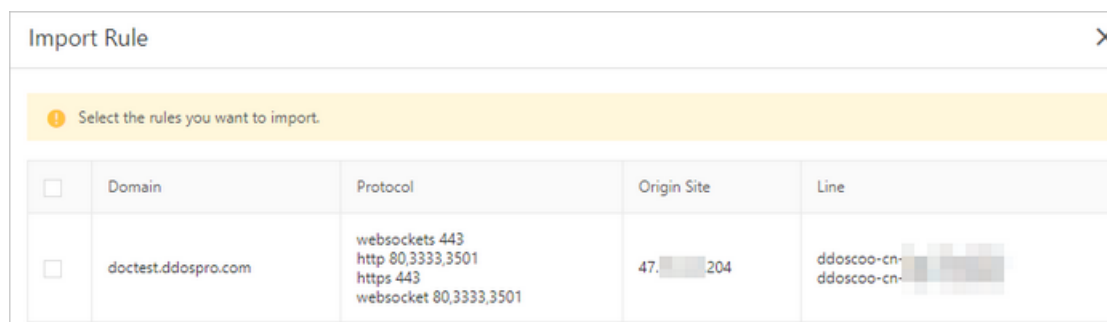 Import Rule
Select the rules you want to import.
Domain
Protocol
Origin Site
Line
doctest.ddospro.com
websockets 443
http 80,3333,3501
https 443
websocket 80,3333,3501
47. 204
ddoscoo-cn-
ddoscoo-cn-